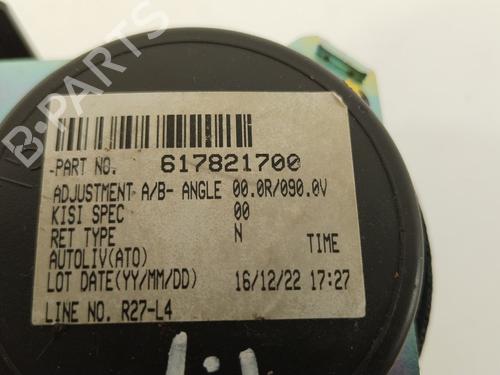 -PART NO. 617821700
ADJUSTMENT A/B- ANGLE 00.0R/090.0V
KISI SPEC 00
RET TYPE N TIME
AUTOLIV(ATO)
LOT DATE(YY/MM/DD) 16/12/22 17:27
LINE NO. R27-L4
B-PARTS